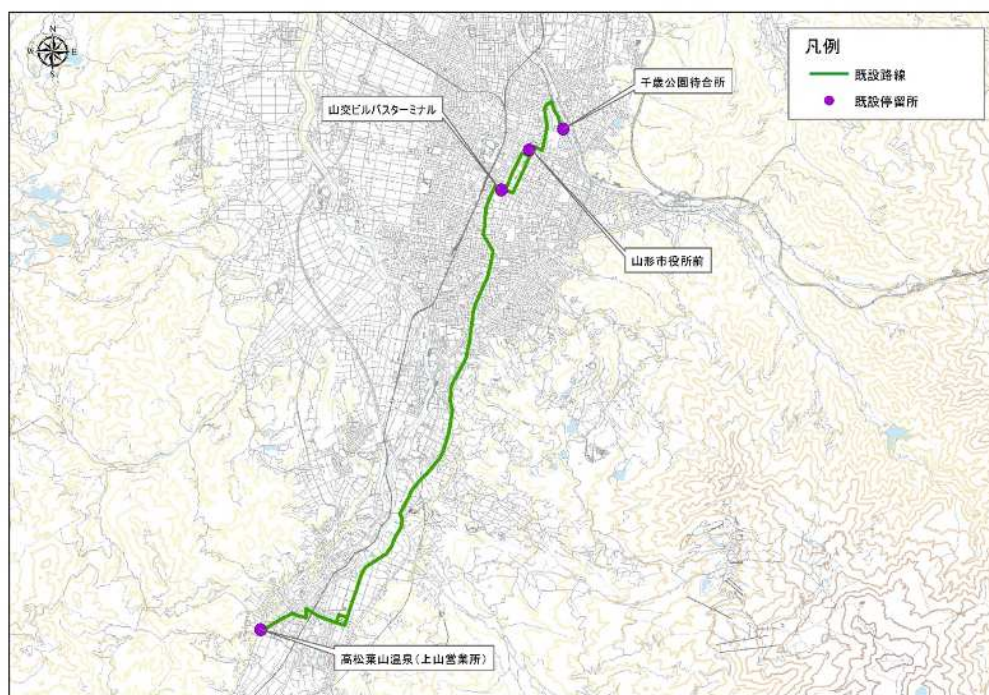 N
W E
S
凡例
既設路線
既設停留所
千歳公園待合所
山交ビルバスターミナル
山形市役所前
高松葉山温泉(上山営業所)